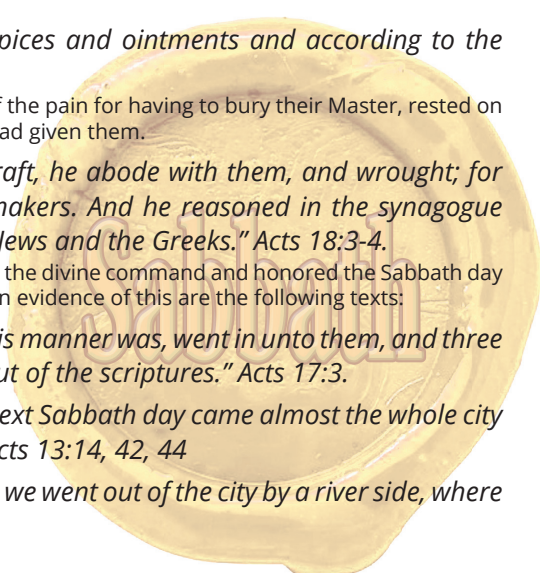 pices and ointments and according to the
f the pain for having to bury their Master, rested on
ad given them.
raft, he abode with them, and wrought; for
nakers. And he reasoned in the synagogue
Jews and the Greeks.” Acts 18:3-4.
the divine command and honored the Sabbath day
n evidence of this are the following texts:
is manner was, went in unto them, and three
ut of the scriptures.” Acts 17:3.
ext Sabbath day came almost the whole city
cts 13:14, 42, 44
we went out of the city by a river side, where
Sabbath